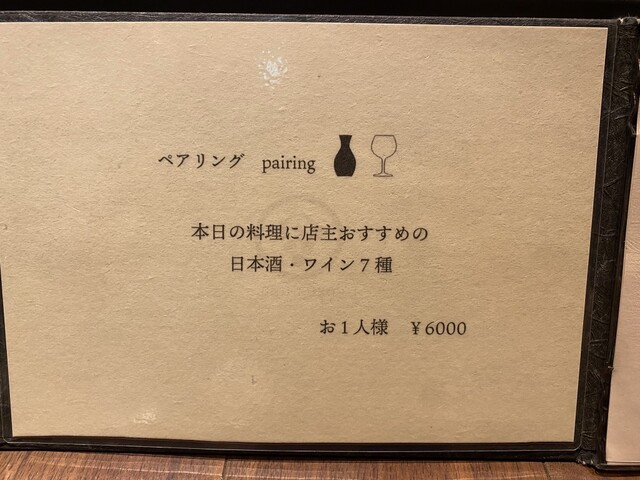 ペアリング pairing
本日の料理に店主おすすめの
日本酒・ワイン7種
お1人様 ¥6000